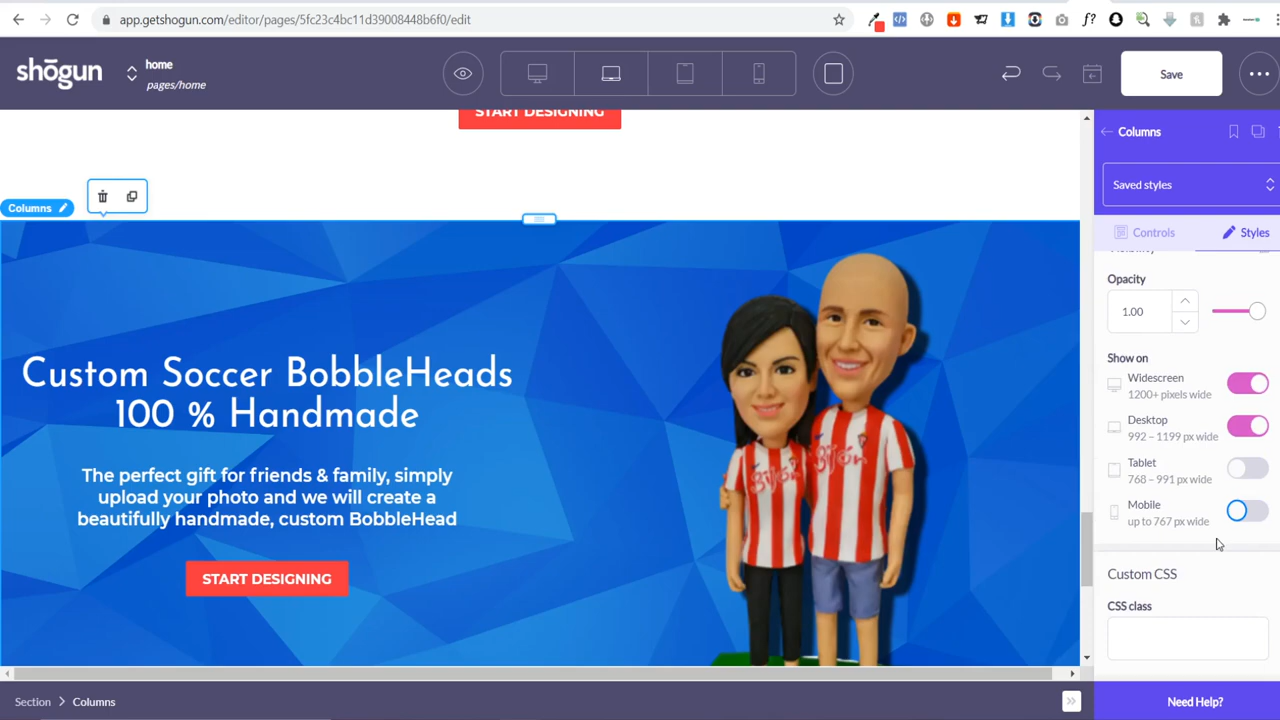 app.getshogun.com/editor/pages/5fc23c4bc11d39008448b6f0/edit
f?
shōgun
home
pages/home
Save
START DESIGNING
Columns
Columns
Saved styles
Controls
Styles
Opacity
1.00
Show on
Widescreen
1200+ pixels wide
Desktop
992 – 1199 px wide
Tablet
768 – 991 px wide
Mobile
up to 767 px wide
Custom CSS
CSS class
Custom Soccer BobbleHeads
100 % Handmade
The perfect gift for friends & family, simply
upload your photo and we will create a
beautifully handmade, custom BobbleHead
START DESIGNING
Section
Columns
Need Help?